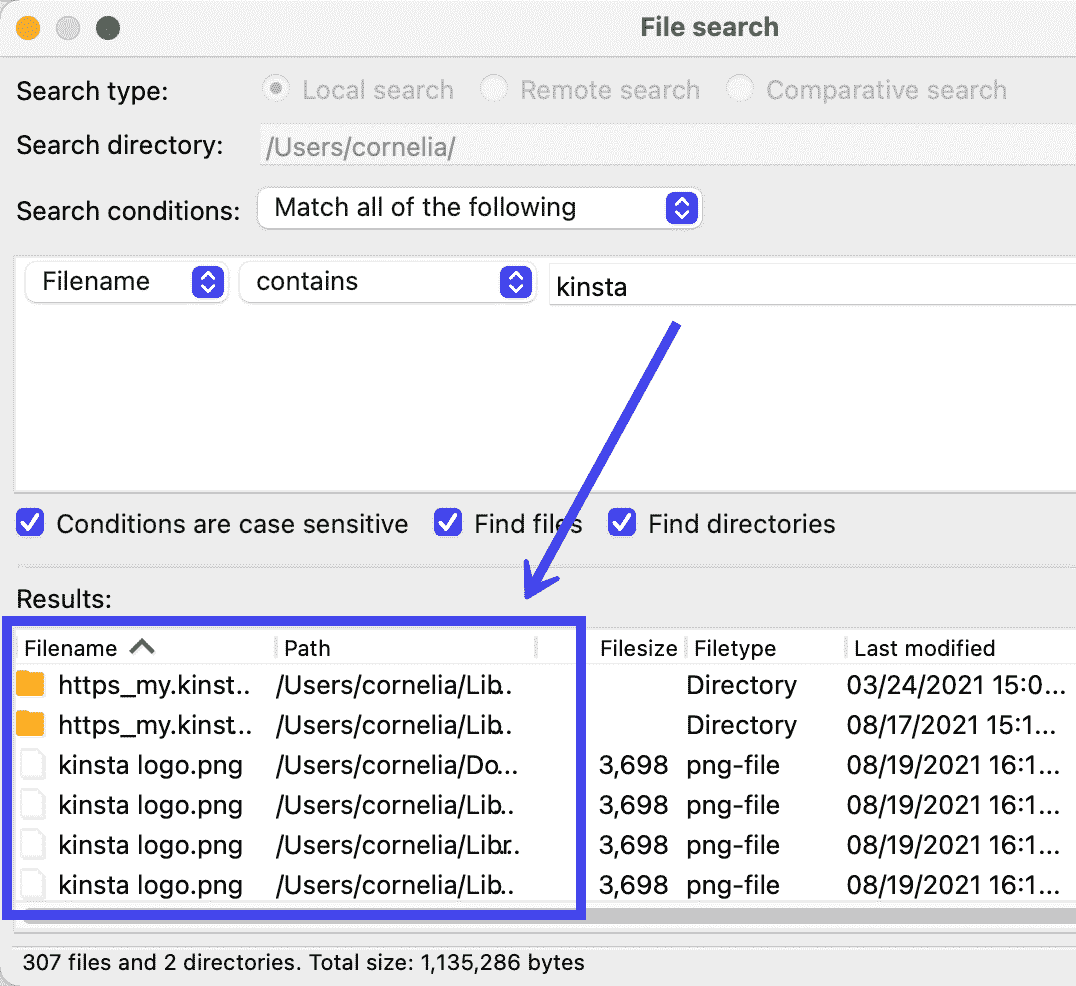 File search
Search type: Local search Remote search Comparative search
Search directory: /Users/cornelia/
Search conditions: Match all of the following
Filename contains kinsta
Conditions are case sensitive Find files Find directories
Results:
Filename Path Filesize Filetype Last modified
https_my.kinst.. /Users/cornelia/Lib.. Directory 03/24/2021 15:0...
https_my.kinst... /Users/cornelia/Lib.. Directory 08/17/2021 15:1...
kinsta logo.png /Users/cornelia/Do... 3,698 png-file 08/19/2021 16:1...
kinsta logo.png /Users/cornelia/Lib.. 3,698 png-file 08/19/2021 16:1...
kinsta logo.png /Users/cornelia/Libr.. 3,698 png-file 08/19/2021 16:1...
kinsta logo.png /Users/cornelia/Lib.. 3,698 png-file 08/19/2021 16:1...
307 files and 2 directories. Total size: 1,135,286 bytes